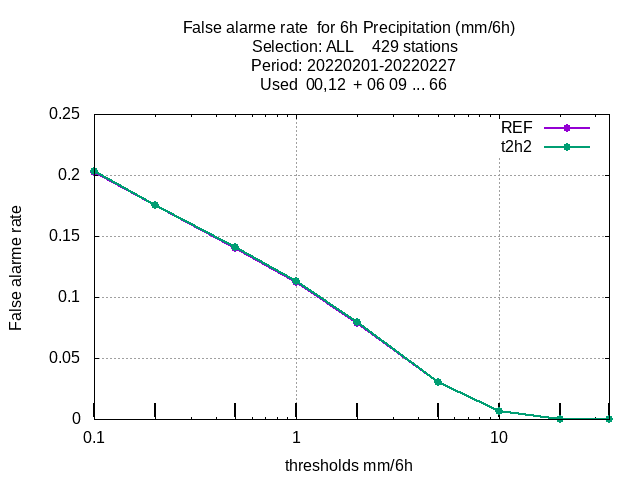 False alarme rate  for 6h Precipitation (mm/6h)
Selection: ALL    429 stations
Period: 20220201-20220227
Used  00,12  + 06 09 ... 66
REF
t2h2
0.25
0.2
0.15
0.1
0.05
0
False alarme rate
0.1
1
10
thresholds mm/6h